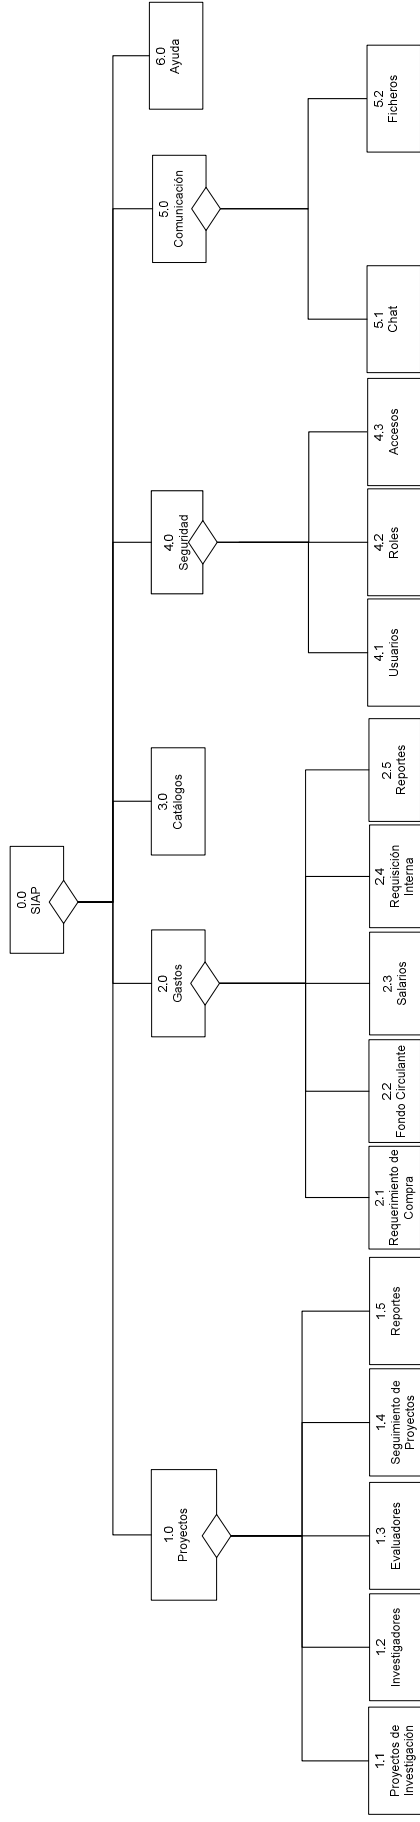 0.0
SIAP
1.0
Proyectos
2.0
Gastos
3.0
Catálogos
4.0
Seguridad
5.0
Comunicación
6.0
Ayuda
1.1
Proyectos de
Investigación
1.2
Investigadores
1.3
Evaluadores
1.4
Seguimiento de
Proyectos
1.5
Reportes
2.1
Requerimiento de
Compra
2.2
Fondo Circulante
2.3
Salarios
2.4
Requisición
Interna
2.5
Reportes
4.1
Usuarios
4.2
Roles
4.3
Accesos
5.1
Chat
5.2
Ficheros